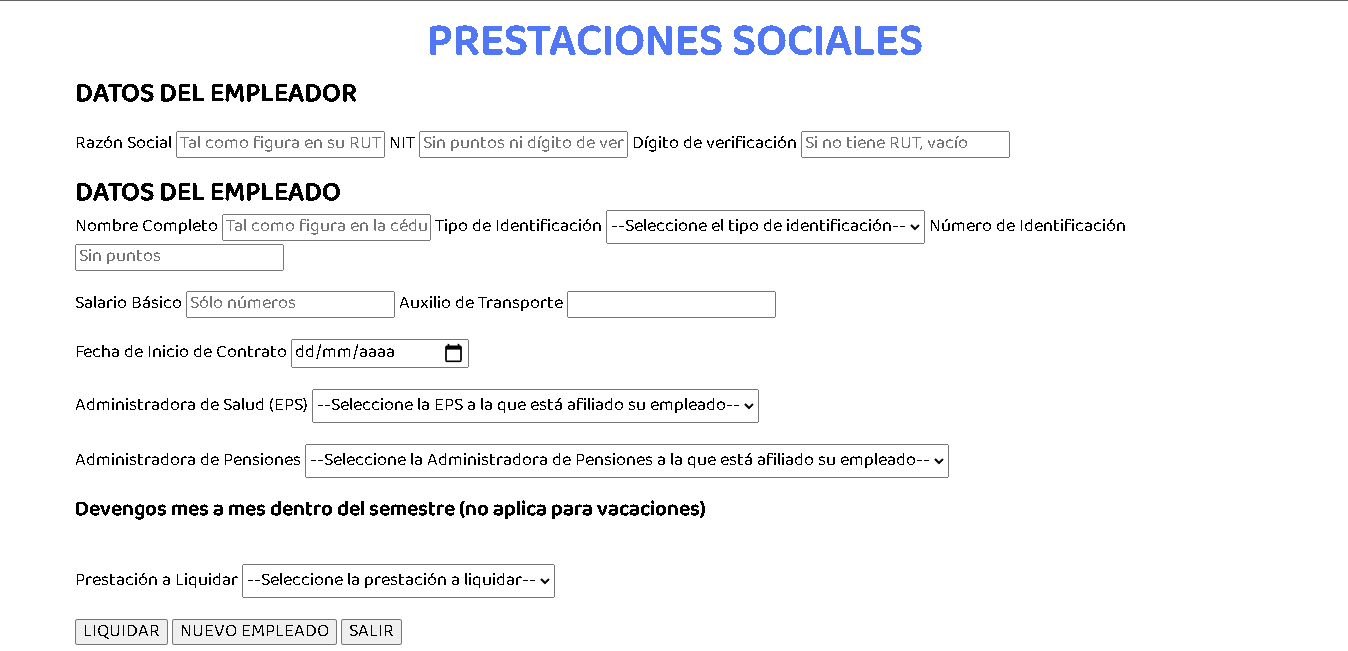 PRESTACIONES SOCIALES
DATOS DEL EMPLEADOR
Razón Social Tal como figura en su RUT NIT Sin puntos ni dígito de ver Dígito de verificación Si no tiene RUT, vacío
DATOS DEL EMPLEADO
Nombre Completo Tal como figura en la cédu Tipo de Identificación --Seleccione el tipo de identificación-- Número de Identificación
Sin puntos
Salario Básico Sólo números Auxilio de Transporte
Fecha de Inicio de Contrato dd/mm/aaaa
Administradora de Salud (EPS) --Seleccione la EPS a la que está afiliado su empleado--
Administradora de Pensiones --Seleccione la Administradora de Pensiones a la que está afiliado su empleado--
Devengos mes a mes dentro del semestre (no aplica para vacaciones)
Prestación a Liquidar --Seleccione la prestación a liquidar--
LIQUIDAR NUEVO EMPLEADO SALIR